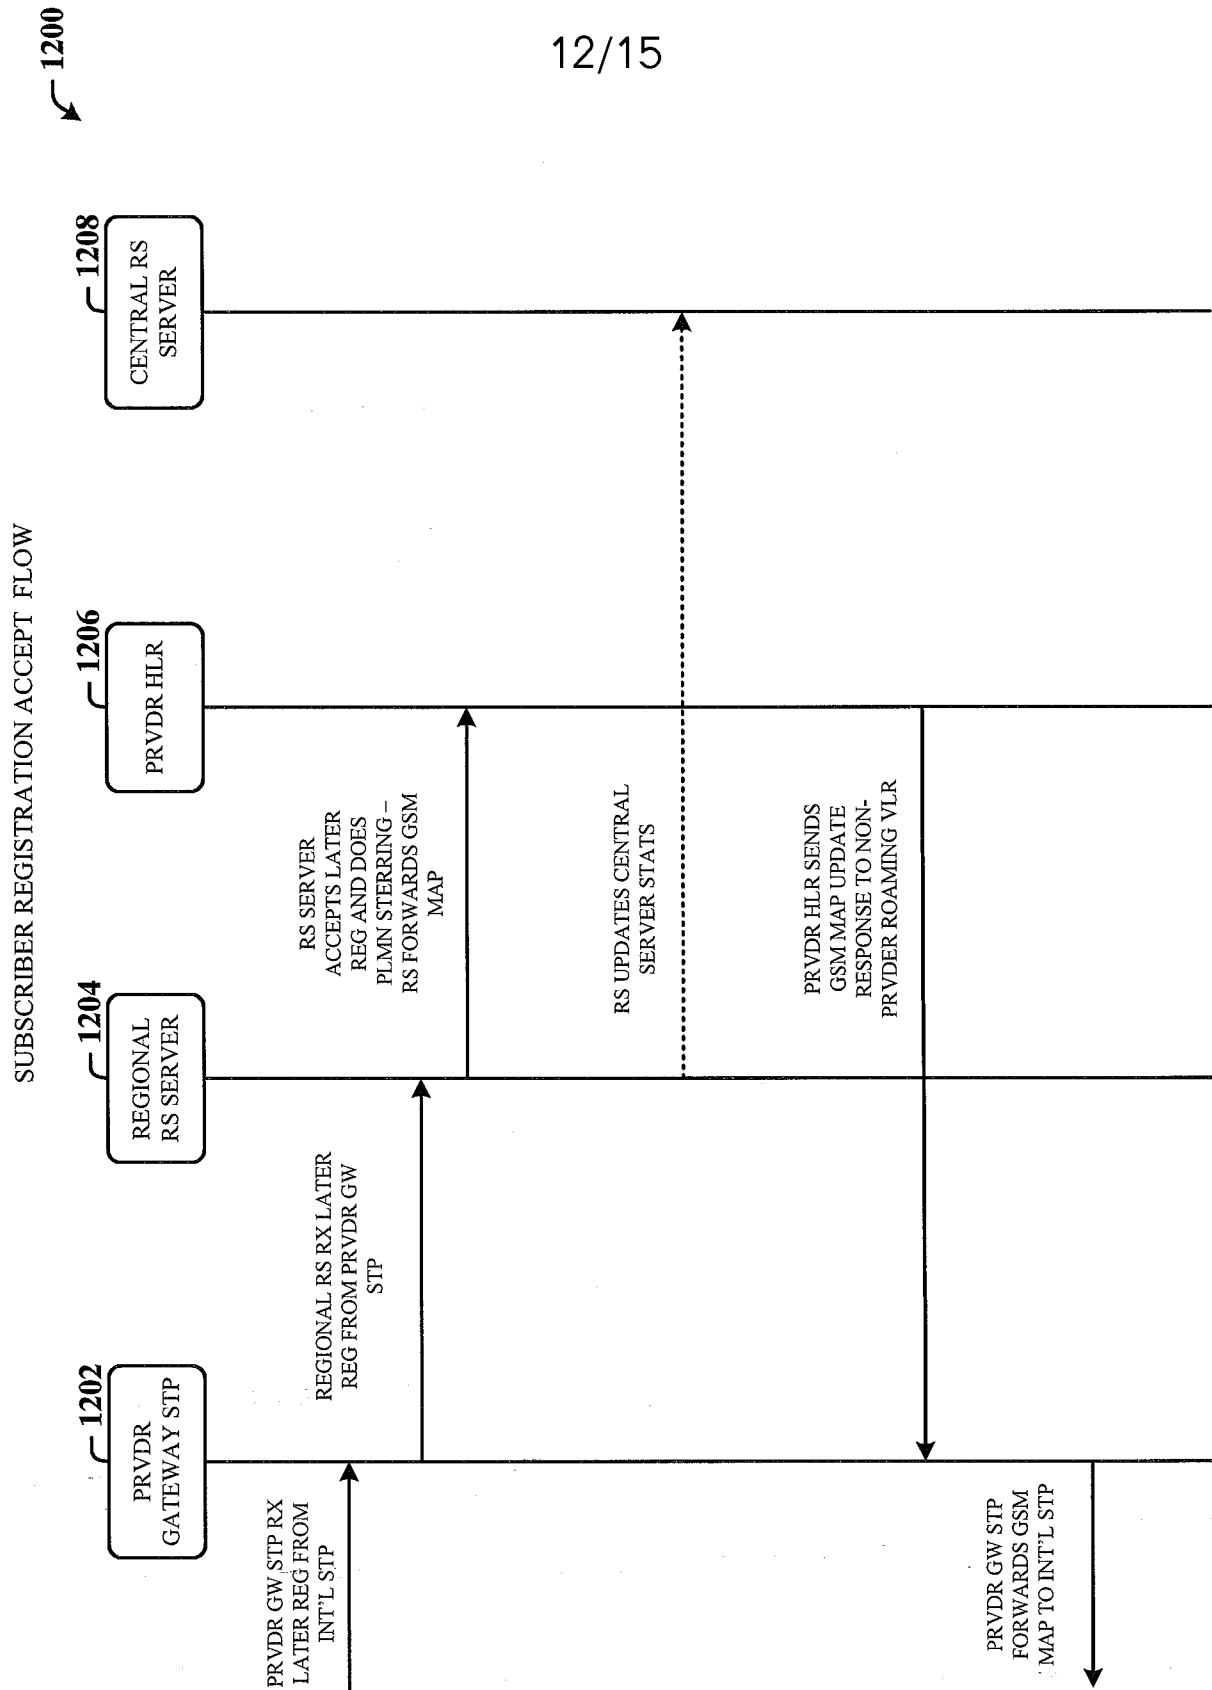 12/15
1200
SUBSCRIBER REGISTRATION ACCEPT FLOW
1202
PRVDR
GATEWAY STP
1204
REGIONAL
RS SERVER
1206
PRVDR HLR
1208
CENTRAL RS
SERVER
PRVDR GW STP RX
LATER REG FROM
INT'L STP
REGIONAL RS RX LATER
REG FROM PRVDR GW
STP
RS SERVER
ACCEPTS LATER
REG AND DOES
PLMN STERRING –
RS FORWARDS GSM
MAP
RS UPDATES CENTRAL
SERVER STATS
PRVDR HLR SENDS
GSM MAP UPDATE
RESPONSE TO NON-
PRVDER ROAMING VLR
PRVDR GW STP
FORWARDS GSM
MAP TO INT'L STP